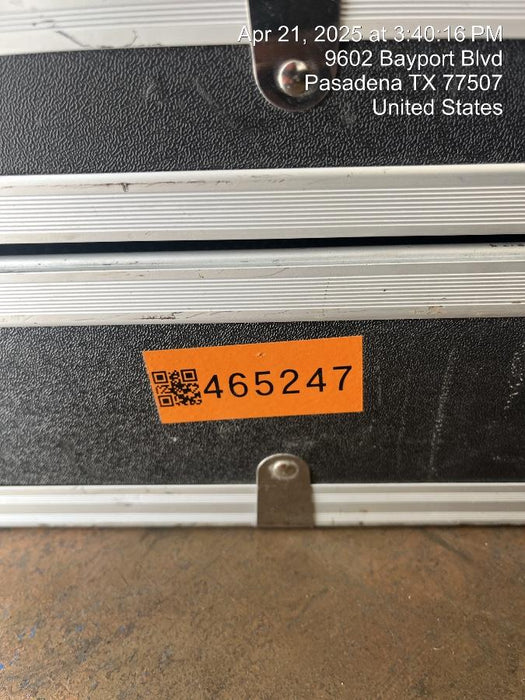 Apr 21, 2025 at 3:40:16 PM
9602 Bayport Blvd
Pasadena TX 77507
United States
465247